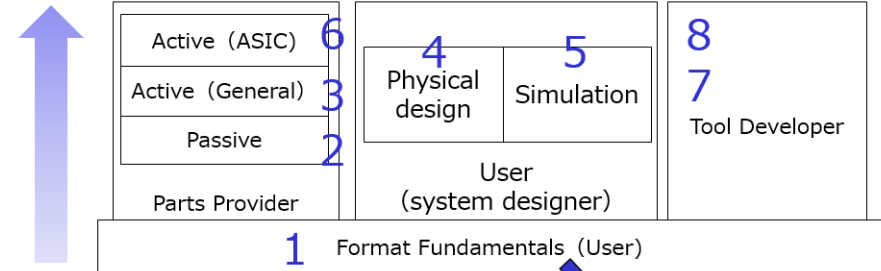 Active（ASIC） 6
Active（General） 3
Passive 2
Parts Provider
4
Physical
design
5
Simulation
User
（system designer）
8
7
Tool Developer
1 Format Fundamentals（User）